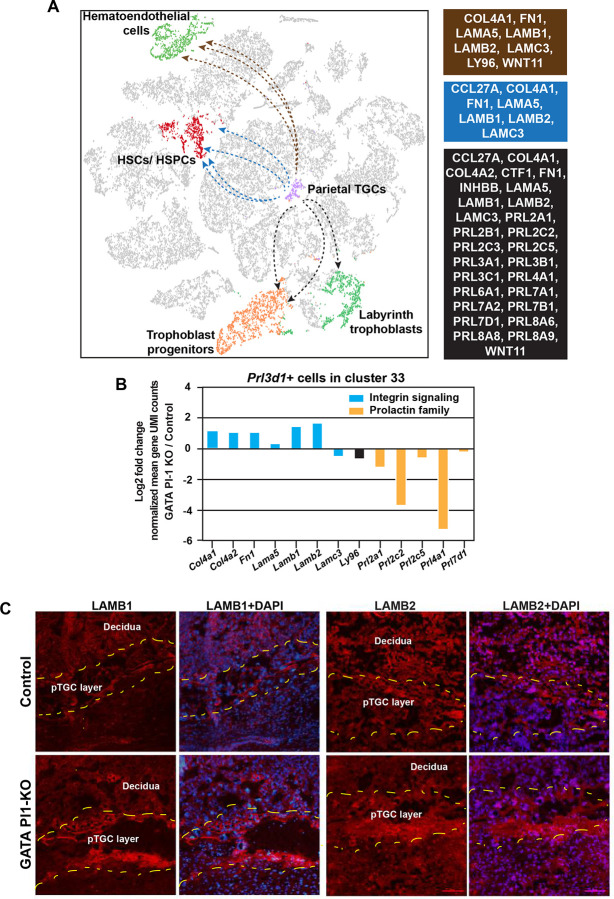 A
Hematoendothelial
cells
HSCs/ HSPCs
Parietal TGCs
Trophoblast
progenitors
Labyrinth
trophoblasts
COL4A1, FN1,
LAMA5, LAMB1,
LAMB2, LAMC3,
LY96, WNT11
CCL27A, COL4A1,
FN1, LAMA5,
LAMB1, LAMB2,
LAMC3
CCL27A, COL4A1,
COL4A2, CTF1, FN1,
INHBB, LAMA5,
LAMB1, LAMB2,
LAMC3, PRL2A1,
PRL2B1, PRL2C2,
PRL2C3, PRL2C5,
PRL3A1, PRL3B1,
PRL3C1, PRL4A1,
PRL6A1, PRL7A1,
PRL7A2, PRL7B1,
PRL7D1, PRL8A6,
PRL8A8, PRL8A9,
WNT11
B
Prl3d1+ cells in cluster 33
Log2 fold change
normalized mean gene UMI counts
GATA PI-1 KO / Control
4
2
0
-2
-4
-6
Integrin signaling
Prolactin family
Col4a1
Col4a2
Fn1
Lama5
Lamb1
Lamb2
Lamc3
Ly96
Prl2a1
Prl2c2
Prl2c5
Prl4a1
Prl7d1
C
LAMB1
LAMB1+DAPI
LAMB2
LAMB2+DAPI
Control
Decidua
pTGC layer
Decidua
pTGC layer
GATA PI1-KO
Decidua
pTGC layer
Decidua
pTGC layer